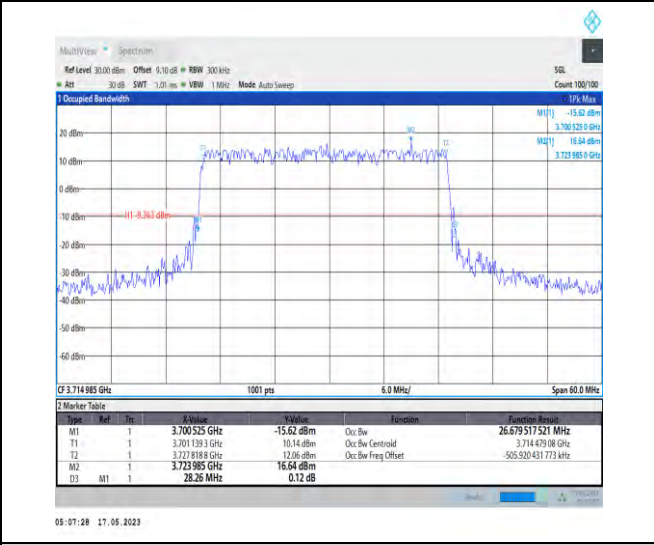 MultiView Spectrum
Ref Level 30.00 dBm Offset 9.10 dB RBW 300 kHz SGL
Att 30 dB SWT 1.01 ms VBW 1 MHz Mode Auto Sweep Count 100/100
1 Occupied Bandwidth 1Pk Max
M1[1] -15.62 dBm
3.700 525 0 GHz
M2[1] 16.64 dBm
3.723 985 0 GHz
20 dBm
M2
T2
10 dBm
0 dBm
-10 dBm
-20 dBm
-30 dBm
-40 dBm
-50 dBm
-60 dBm
CF 3.714 985 GHz 1001 pts 6.0 MHz/ Span 60.0 MHz
2 Marker Table
Type Ref Trc X-Value Y-Value Function Function Result
M1 1 3.700 525 GHz -15.62 dBm Occ Bw 26.679 517 521 MHz
T1 1 3.701 139 3 GHz 10.14 dBm Occ Bw Centroid 3.714 479 08 GHz
T2 1 3.727 818 8 GHz 12.06 dBm Occ Bw Freq Offset -505.920 431 773 kHz
M2 1 3.723 985 GHz 16.64 dBm
D3 M1 1 28.26 MHz 0.12 dB
05:07:28 17.05.2023